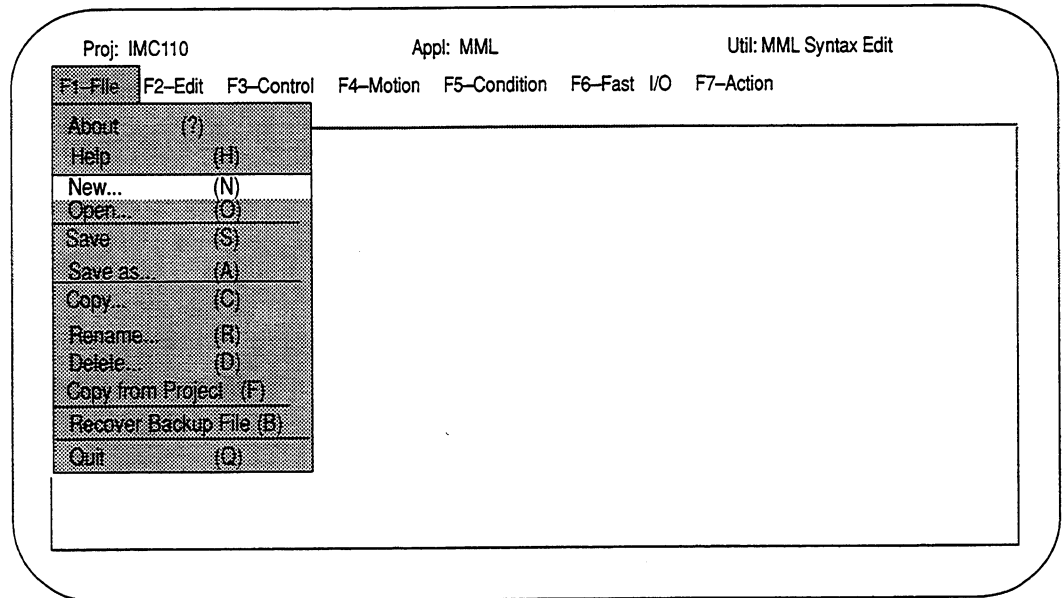 Proj: IMC110 Appl: MML Util: MML Syntax Edit
F1–File F2–Edit F3–Control F4–Motion F5–Condition F6–Fast I/O F7–Action
About (?)
Help (H)
New... (N)
Open... (O)
Save (S)
Save as... (A)
Copy... (C)
Rename... (R)
Delete... (D)
Copy from Project (F)
Recover Backup File (B)
Quit (Q)